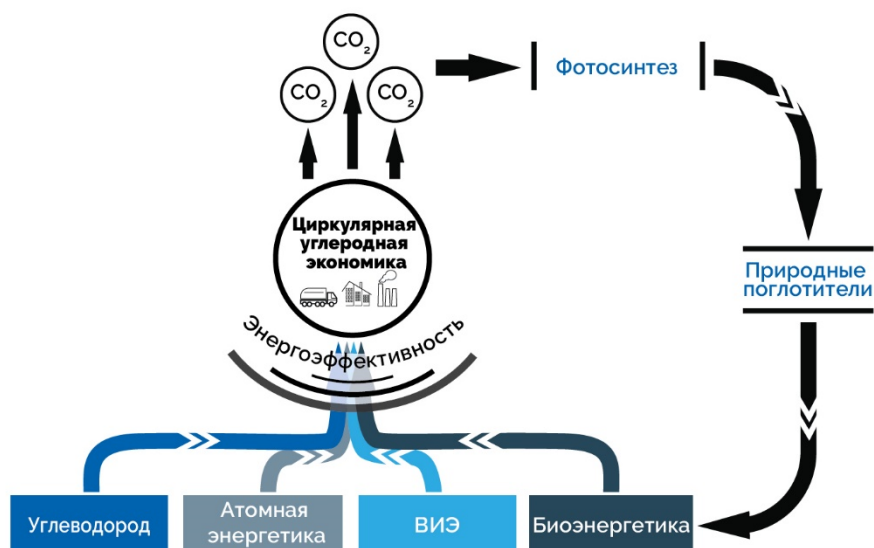 CO₂
CO₂
CO₂
Фотосинтез
Циркулярная
углеродная
экономика
Энергоэффективность
Природные
поглотители
Углеводород
Атомная
энергетика
ВИЭ
Биоэнергетика